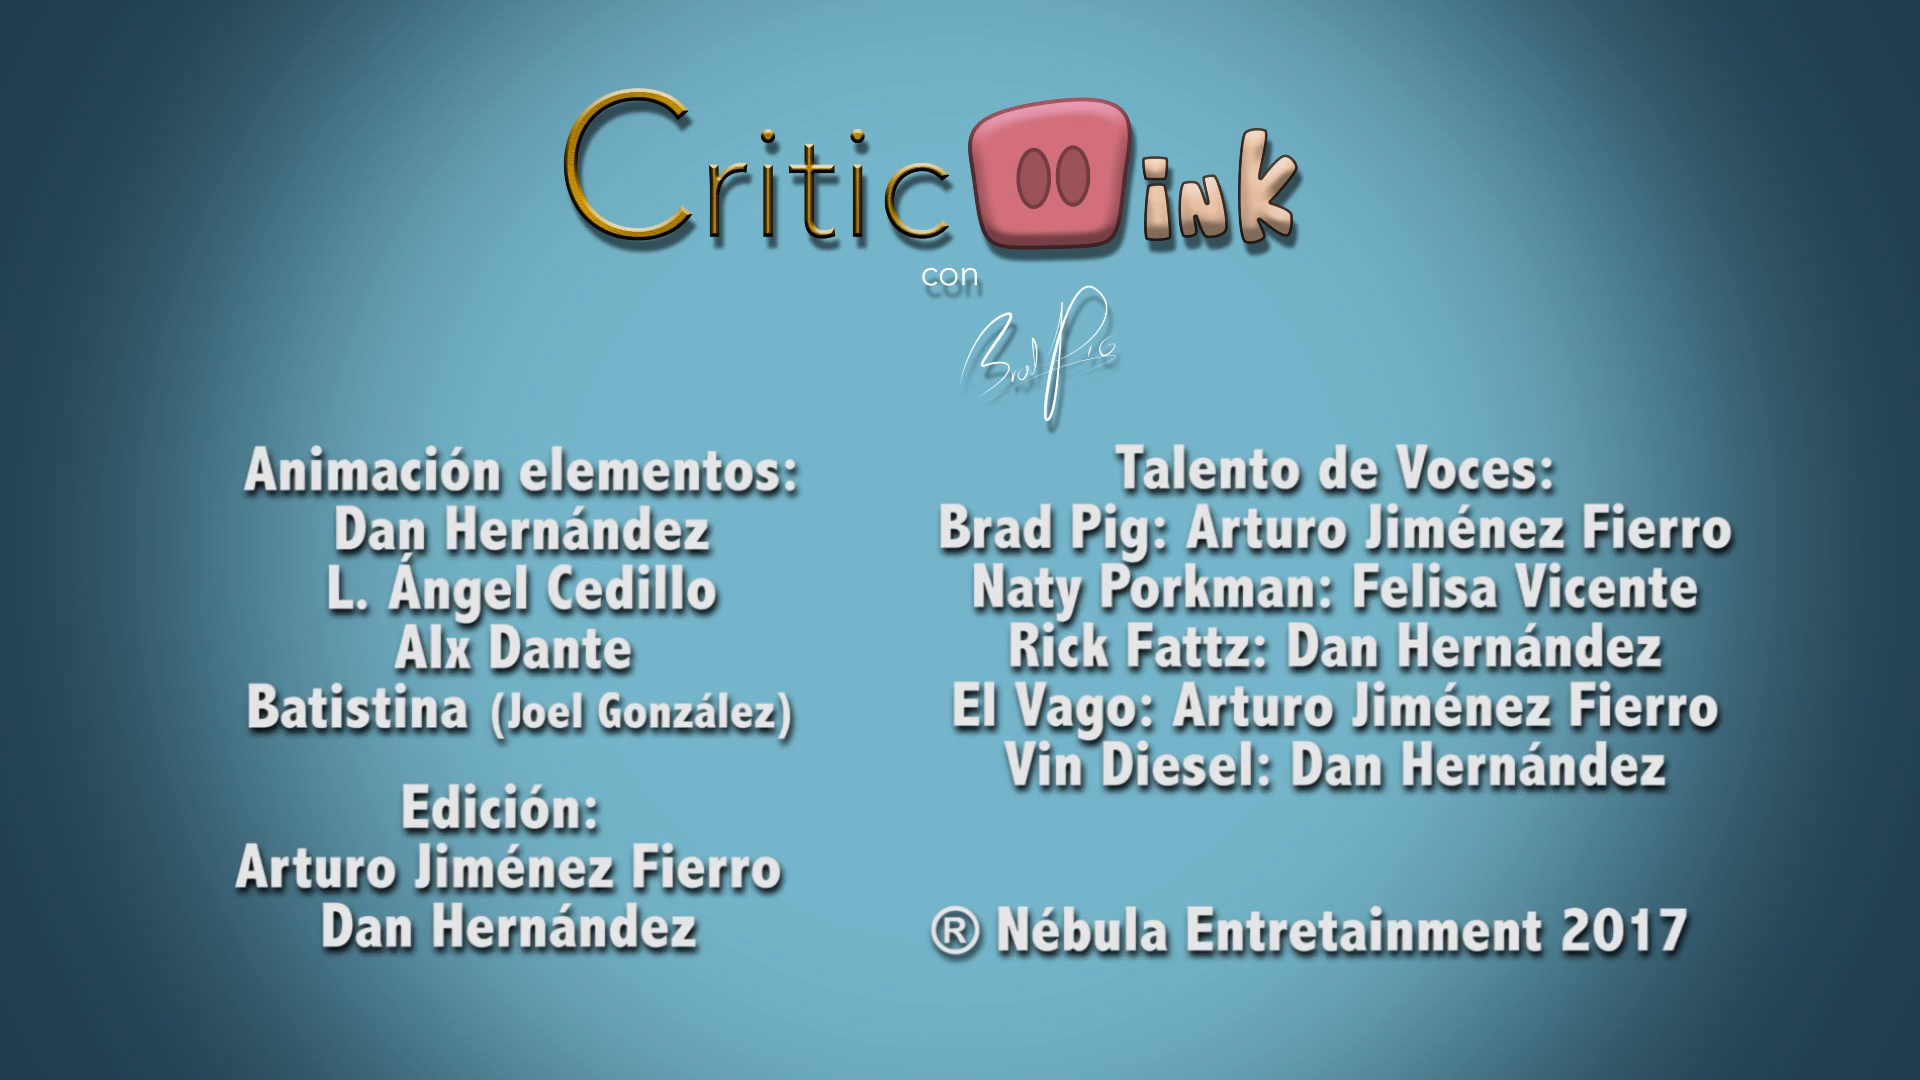 Critic ink
con
Brad Pig
Animación elementos:
Dan Hernández
L. Ángel Cedillo
Alx Dante
Batistina (Joel González)
Edición:
Arturo Jiménez Fierro
Dan Hernández
Talento de Voces:
Brad Pig: Arturo Jiménez Fierro
Naty Porkman: Felisa Vicente
Rick Fattz: Dan Hernández
El Vago: Arturo Jiménez Fierro
Vin Diesel: Dan Hernández
® Nébula Entretainment 2017